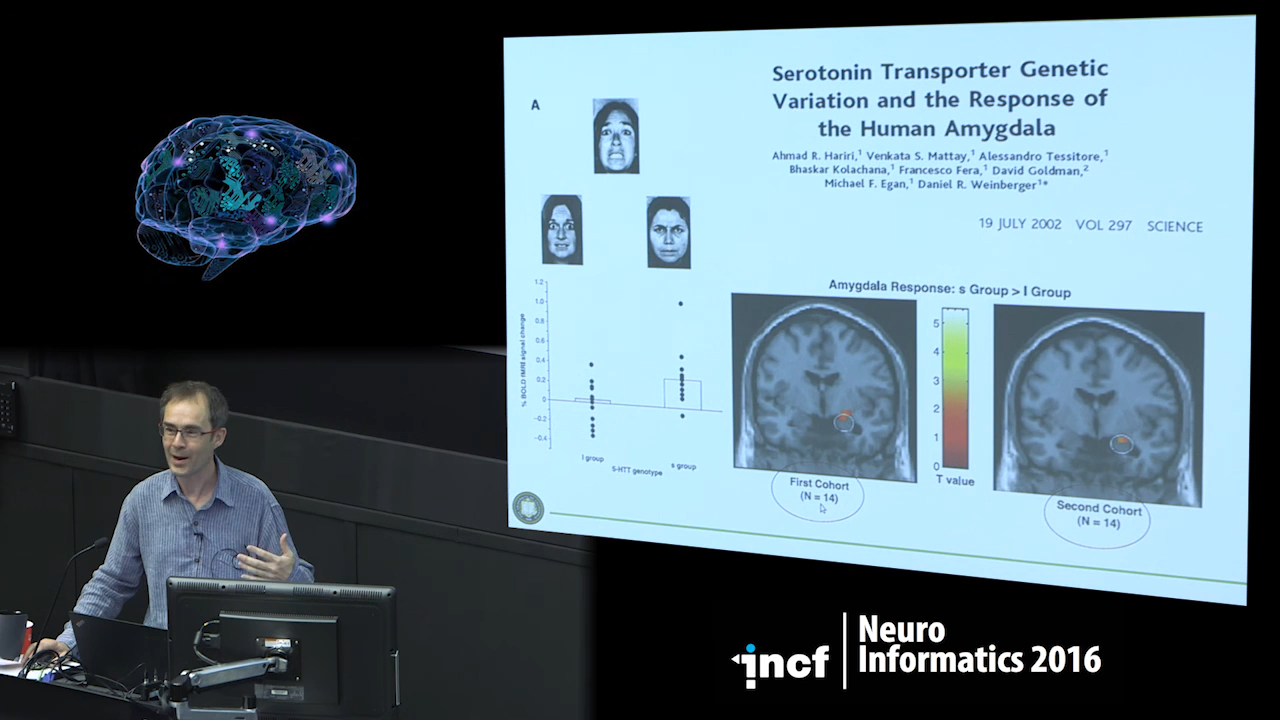 Serotonin Transporter Genetic
Variation and the Response of
the Human Amygdala
Ahmad R. Hariri,¹ Venkata S. Mattay,¹ Alessandro Tessitore,¹
Bhaskar Kolachana,¹ Francesco Fera,¹ David Goldman,²
Michael F. Egan,¹ Daniel R. Weinberger¹*
19 JULY 2002 VOL 297 SCIENCE
A
% BOLD fMRI signal change
1.2
1.0
0.8
0.6
0.4
0.2
0
-0.2
-0.4
l group
s group
5-HTT genotype
Amygdala Response: s Group > l Group
5
4
3
2
1
0
T value
First Cohort
(N = 14)
Second Cohort
(N = 14)
incf
Neuro
Informatics 2016